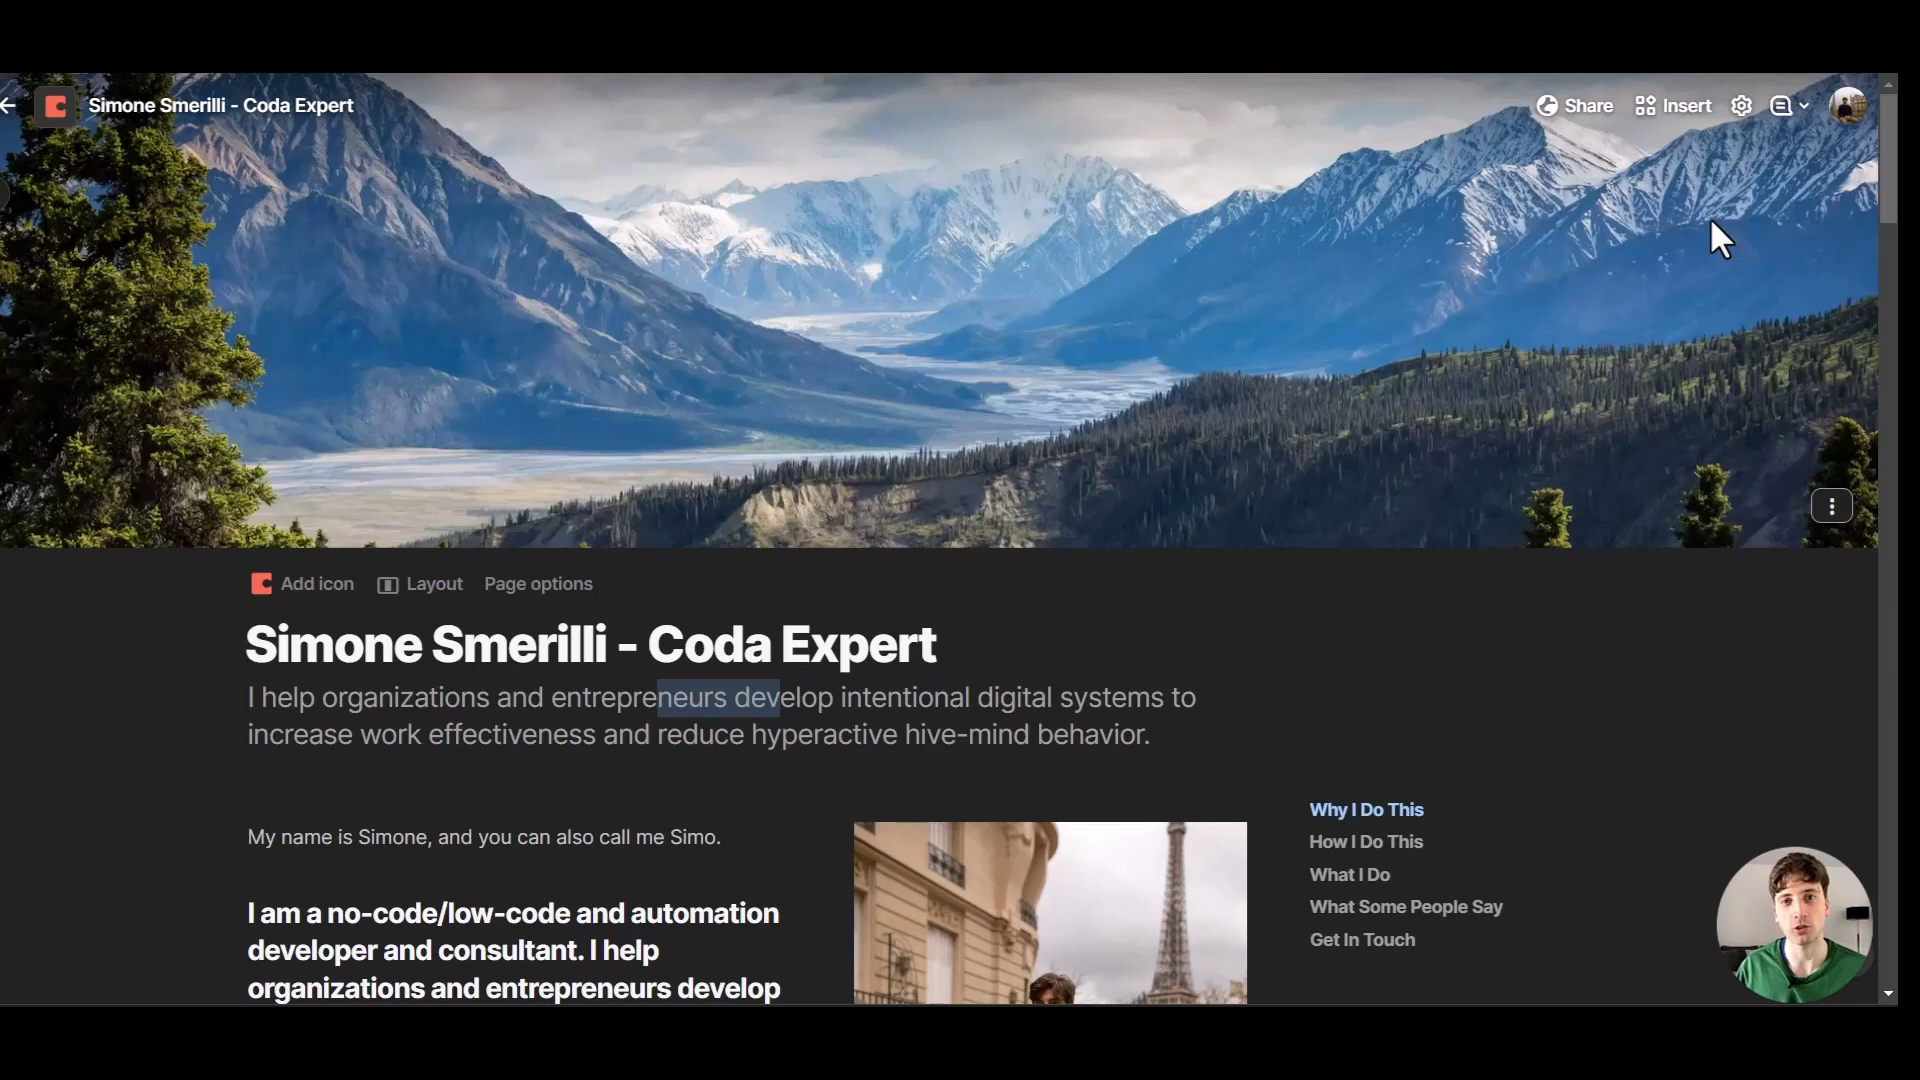 Simone Smerilli - Coda Expert
Share
Insert
Add icon
Layout
Page options
Simone Smerilli - Coda Expert
I help organizations and entrepreneurs develop intentional digital systems to
increase work effectiveness and reduce hyperactive hive-mind behavior.
My name is Simone, and you can also call me Simo.
I am a no-code/low-code and automation
developer and consultant. I help
organizations and entrepreneurs develop
Why I Do This
How I Do This
What I Do
What Some People Say
Get In Touch